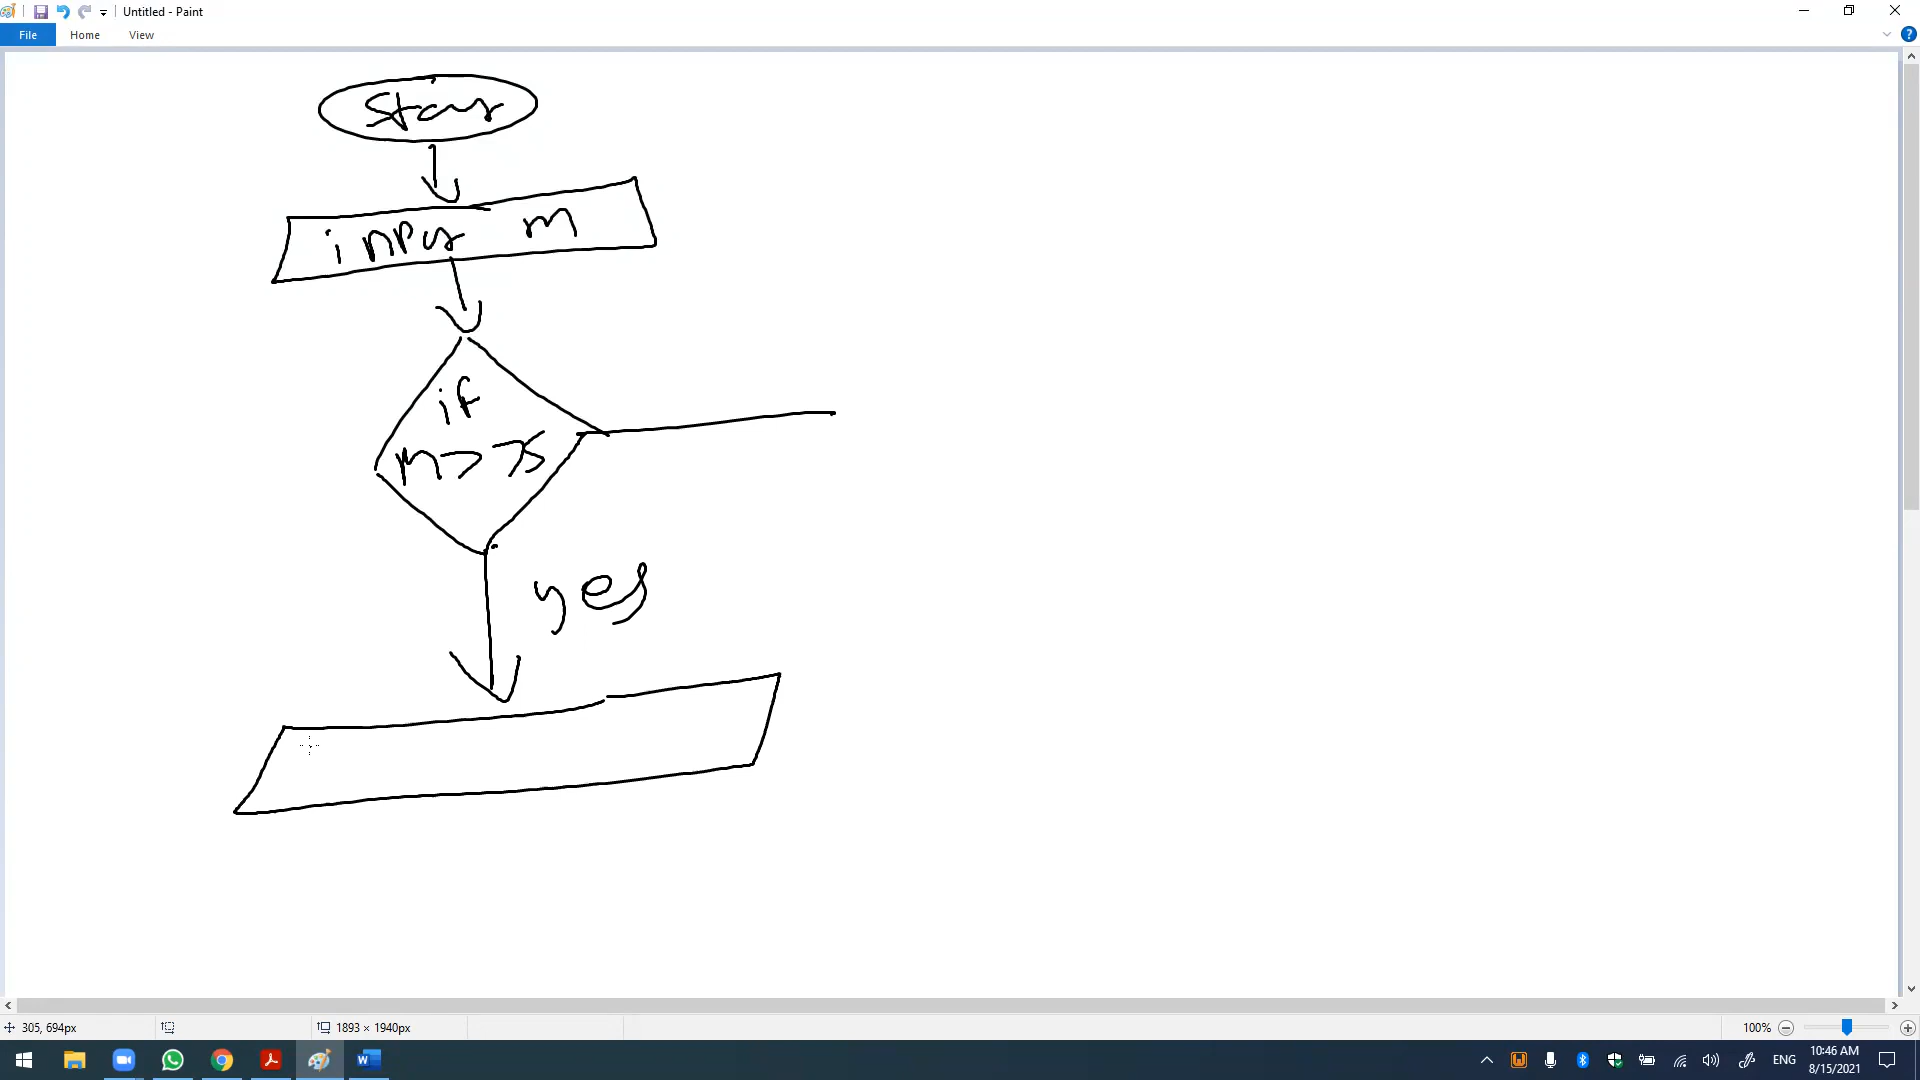 Untitled - Paint
File Home View
Start
input m
if
m > 75
yes
305, 694px
1893 × 1940px
100%
ENG
10:46 AM
8/15/2021